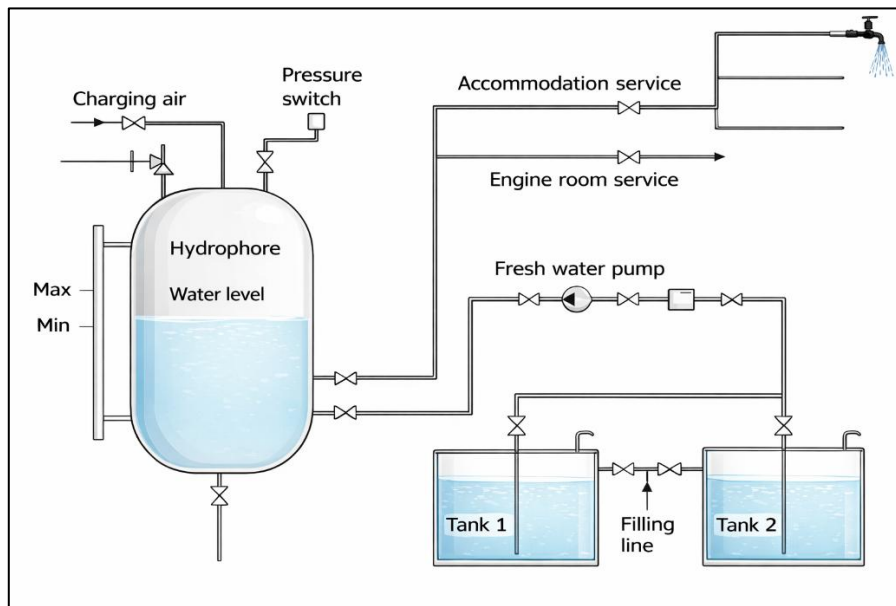 Charging air
Pressure
switch
Accommodation service
Engine room service
Hydrophore
Water level
Max
Min
Fresh water pump
Tank 1
Filling
line
Tank 2